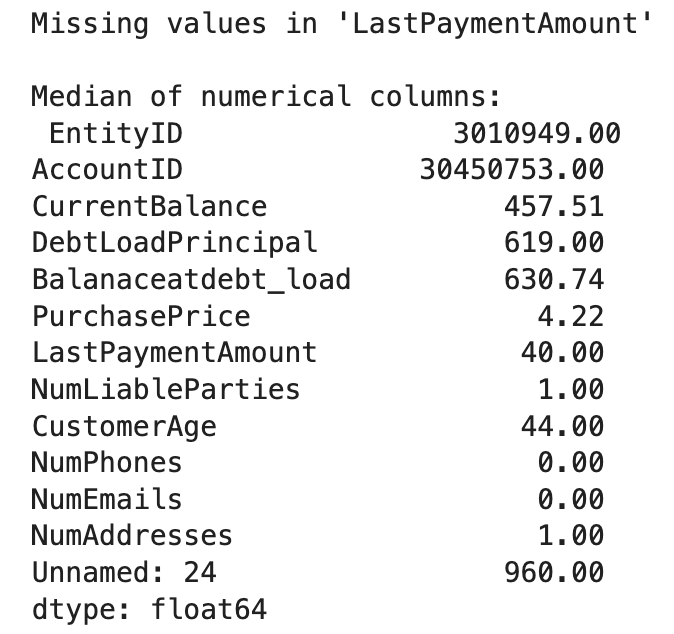 Missing values in 'LastPaymentAmount'
Median of numerical columns:
EntityID 3010949.00
AccountID 30450753.00
CurrentBalance 457.51
DebtLoadPrincipal 619.00
Balanaceatdebt_load 630.74
PurchasePrice 4.22
LastPaymentAmount 40.00
NumLiableParties 1.00
CustomerAge 44.00
NumPhones 0.00
NumEmails 0.00
NumAddresses 1.00
Unnamed: 24 960.00
dtype: float64